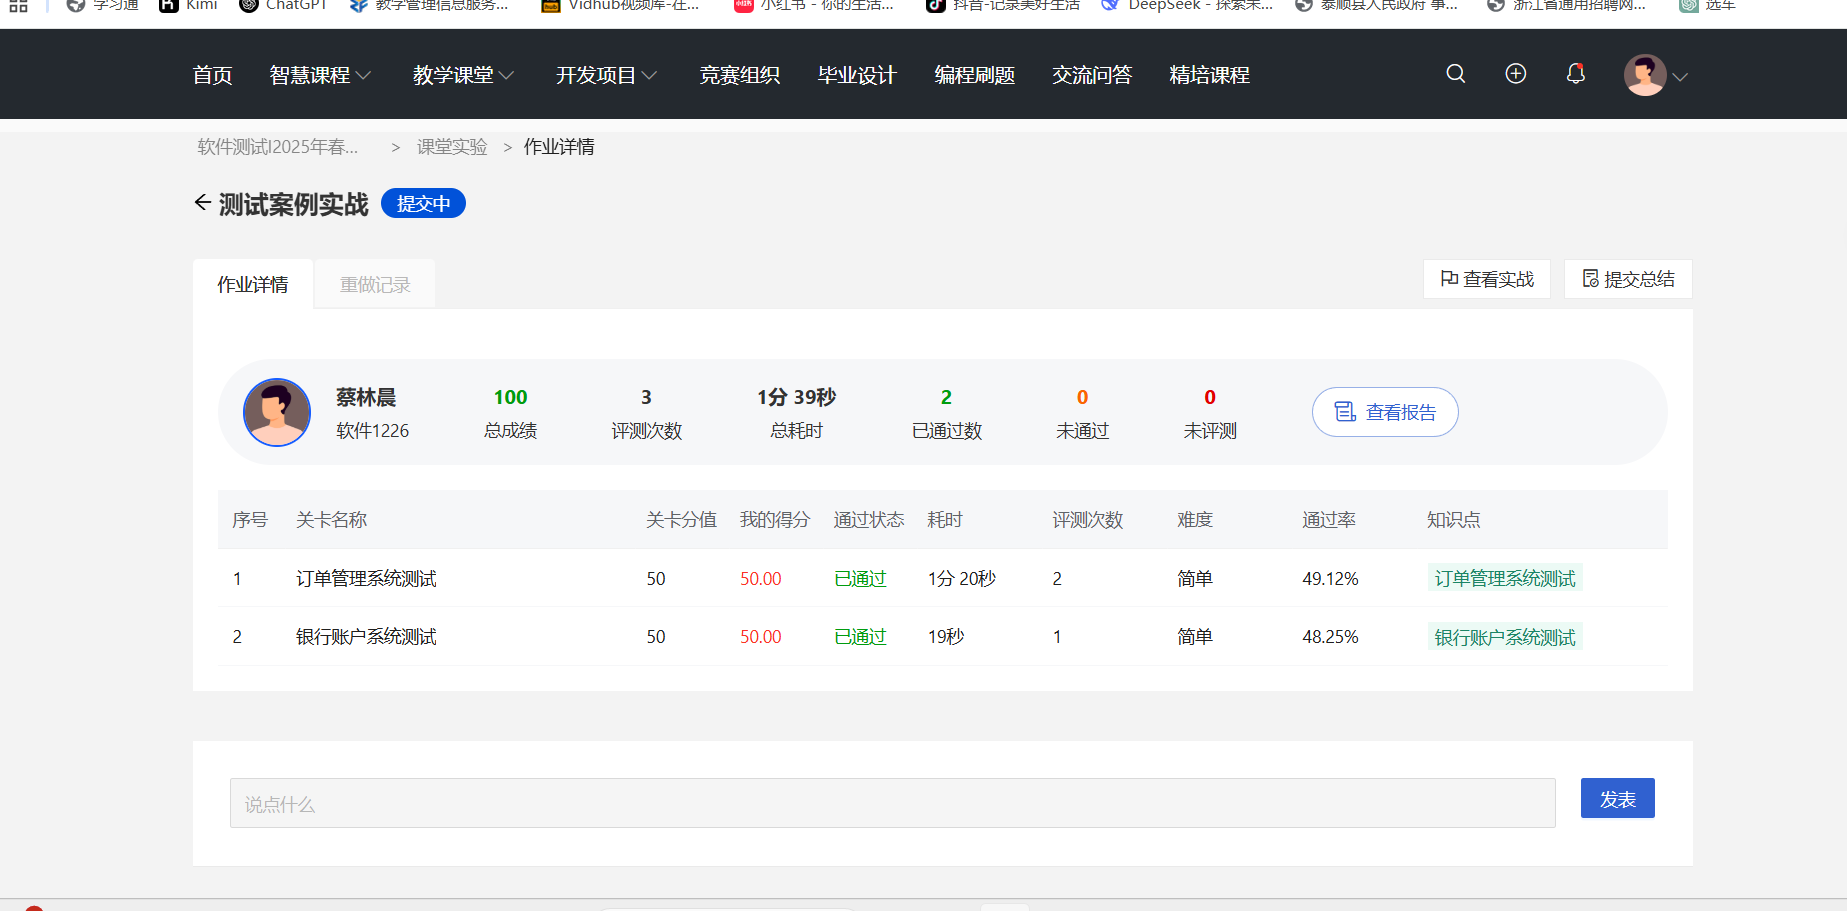 学习通 Kimi ChatGPT 教学管理信息服务... Vidhub视频库-在... 小红书 - 你的生活... 抖音-记录美好生活 DeepSeek - 探索未... 泰顺县人民政府 事... 浙江省通用招聘网... 选车
首页 智慧课程 教学课堂 开发项目 竞赛组织 毕业设计 编程刷题 交流问答 精培课程
软件测试I2025年春... > 课堂实验 > 作业详情
测试案例实战 提交中
作业详情 重做记录 查看实战 提交总结
蔡林晨 100 3 1分 39秒 2 0 0 查看报告
软件1226 总成绩 评测次数 总耗时 已通过数 未通过 未评测
序号 关卡名称 关卡分值 我的得分 通过状态 耗时 评测次数 难度 通过率 知识点
1 订单管理系统测试 50 50.00 已通过 1分 20秒 2 简单 49.12% 订单管理系统测试
2 银行账户系统测试 50 50.00 已通过 19秒 1 简单 48.25% 银行账户系统测试
说点什么 发表